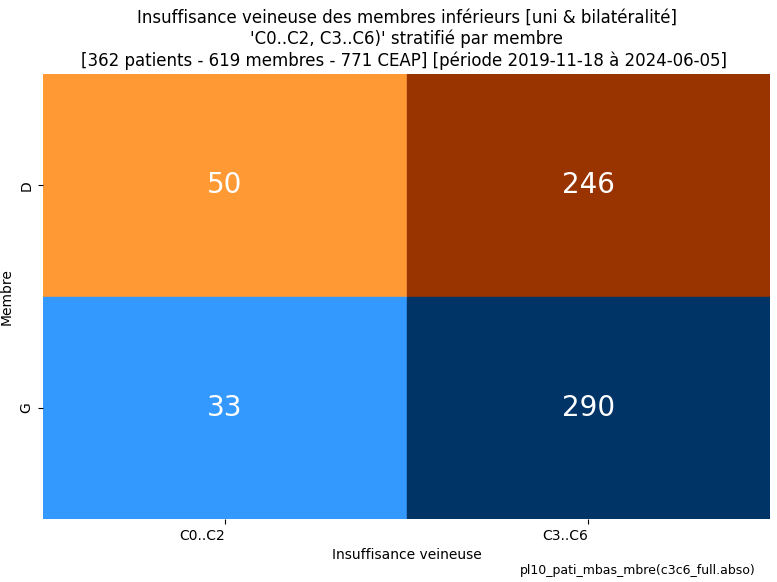 Insuffisance veineuse des membres inférieurs [uni & bilatéralité]
'C0..C2, C3..C6)' stratifié par membre
[362 patients - 619 membres - 771 CEAP] [période 2019-11-18 à 2024-06-05]
D
50
246
Membre
G
33
290
C0..C2
C3..C6
Insuffisance veineuse
pl10_pati_mbas_mbre(c3c6_full.abso)